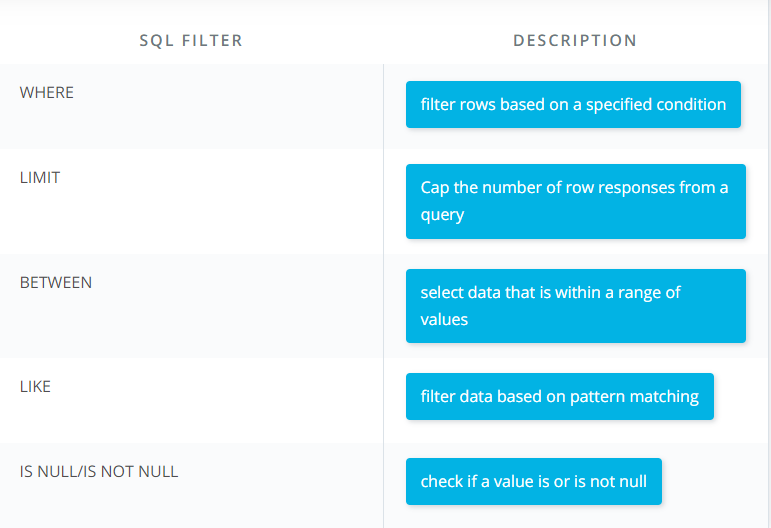 SQL FILTER DESCRIPTION
WHERE filter rows based on a specified condition
LIMIT Cap the number of row responses from a
query
BETWEEN select data that is within a range of
values
LIKE filter data based on pattern matching
IS NULL/IS NOT NULL check if a value is or is not null